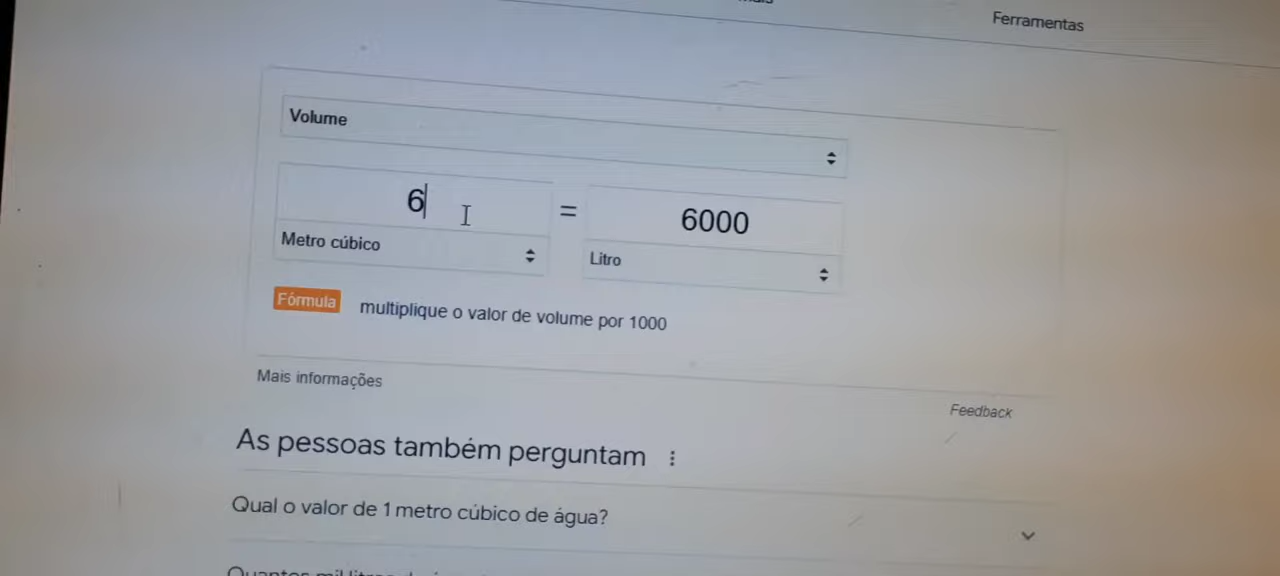 Ferramentas
Volume
6 = 6000
Metro cúbico Litro
Fórmula multiplique o valor de volume por 1000
Mais informações
Feedback
As pessoas também perguntam
Qual o valor de 1 metro cúbico de água?